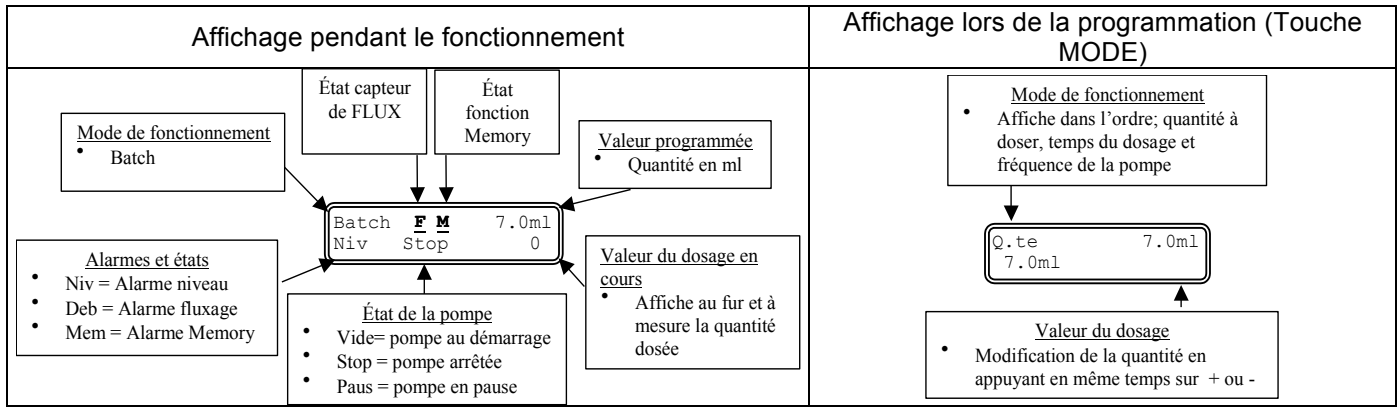 Affichage pendant le fonctionnement
Affichage lors de la programmation (Touche
MODE)
État capteur
de FLUX
État
fonction
Memory
Mode de fonctionnement
• Batch
Valeur programmée
• Quantité en ml
Batch F M 7.0ml
Niv Stop 0
Alarmes et états
• Niv = Alarme niveau
• Deb = Alarme fluxage
• Mem = Alarme Memory
État de la pompe
• Vide= pompe au démarrage
• Stop = pompe arrêtée
• Paus = pompe en pause
Valeur du dosage en
cours
• Affiche au fur et à
mesure la quantité
dosée
Mode de fonctionnement
• Affiche dans l’ordre; quantité à
doser, temps du dosage et
fréquence de la pompe
Q.te 7.0ml
7.0ml
Valeur du dosage
• Modification de la quantité en
appuyant en même temps sur + ou -